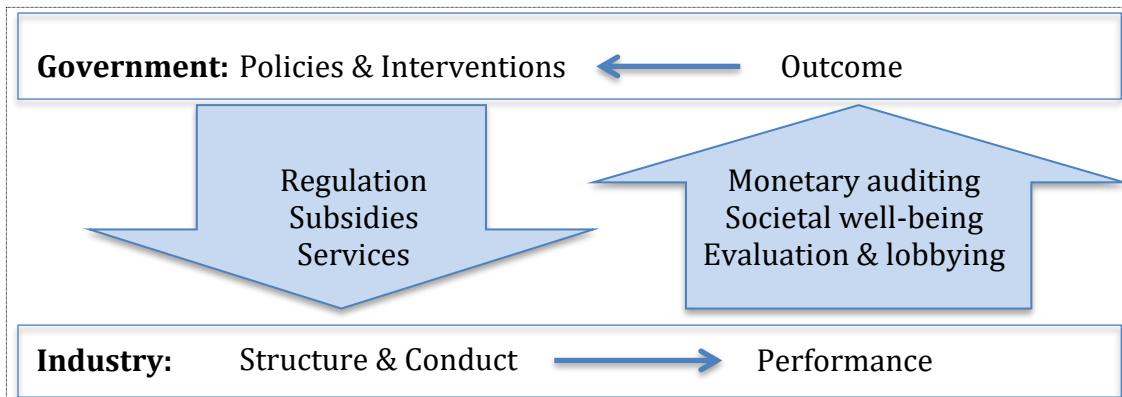 Government: Policies & Interventions Outcome
Regulation
Subsidies
Services
Monetary auditing
Societal well-being
Evaluation & lobbying
Industry: Structure & Conduct Performance